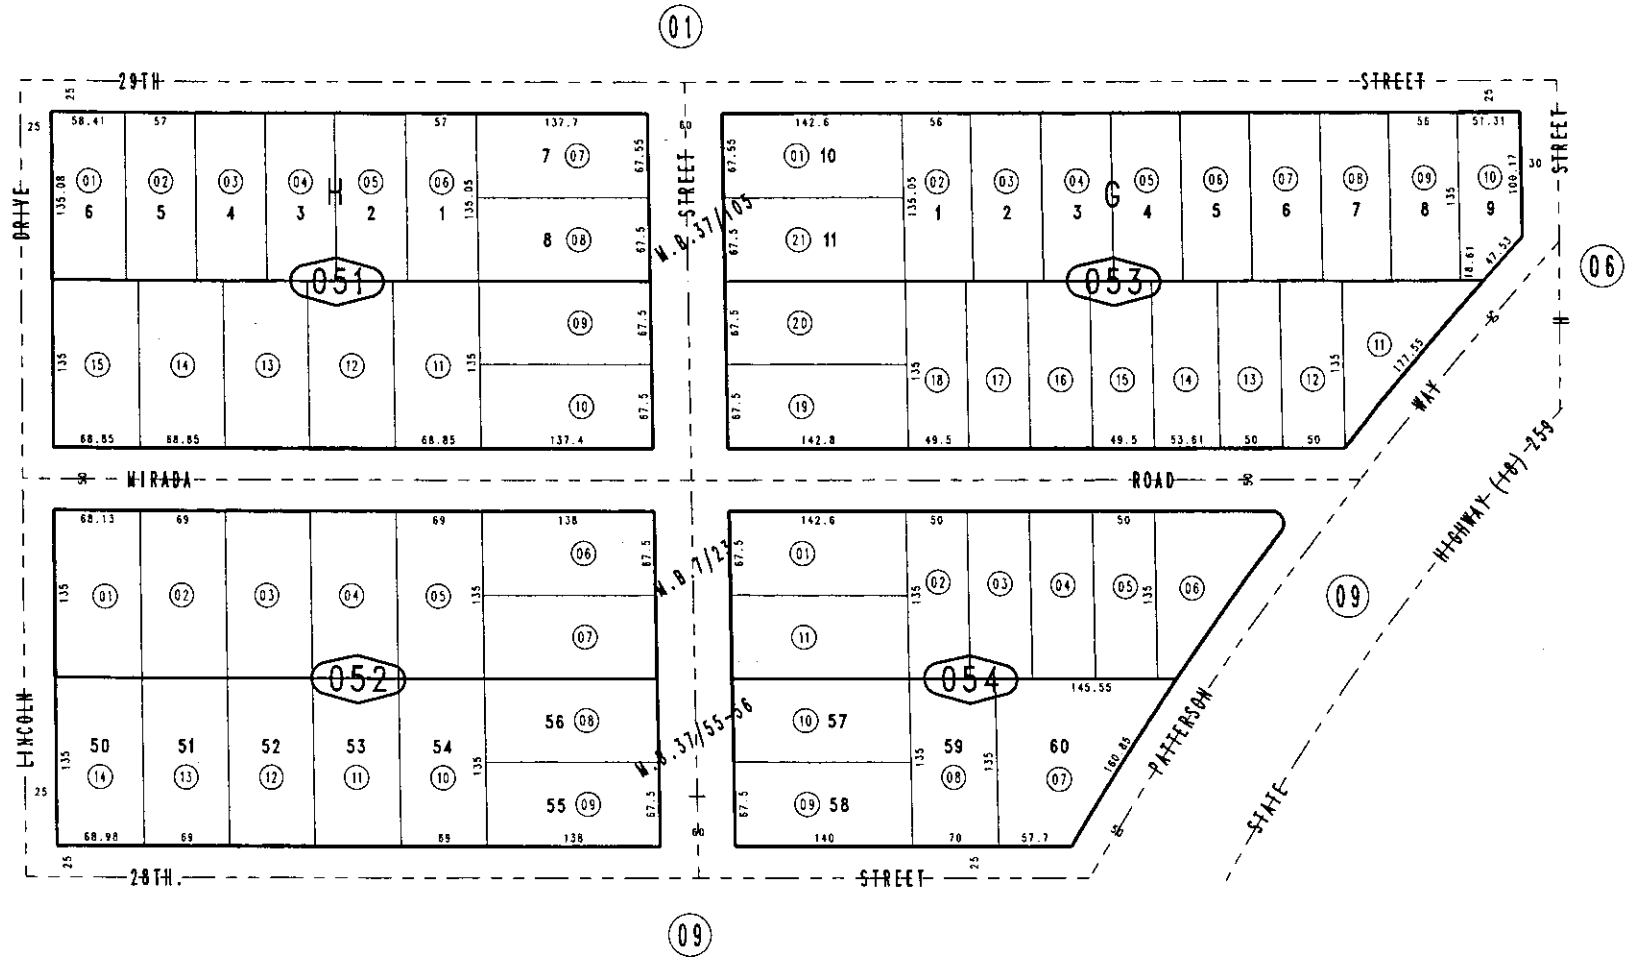 01
29TH STREET
25 25
25 58.41 57 57 137.7 60 142.6 56 56 51.31
7 07 67.55 67.55 01 10 30 STREET
01 02 03 04 05 06 02 03 04 05 06 07 08 09 10
135.08 H 135.05 135.05 G 135 100.17
6 5 4 3 2 1 1 2 3 4 5 6 7 8 9
DRIVE STREET M.B.37/105
8 08 67.5 67.5 21 11 18.61 47.53
051 053 06
09 67.5 67.5 20 50
15 14 13 12 11 135 135 11 177.55
18 17 16 15 14 13 12 135 135
10 67.5 67.5 19 WAY
68.85 68.85 68.85 137.4 142.8 49.5 49.5 53.61 50 50
50 MIRADA ROAD 50
STATE HIGHWAY (18) 259
68.13 69 69 138 142.6 50 50
06 67.5 67.5 01
135 01 02 03 04 05 135 135 02 03 04 05 135 06 09
M.B.7/23
07 11
052 054
145.55
LINCOLN M.B.37/55-56 PATTERSON
56 08 10 57
50 51 52 53 54 59 60 160.85
135 14 13 12 11 10 135 135 08 135 07
25 55 09 67.5 67.5 09 58
68.98 69 69 138 60 140 70 57.7
25 25
28TH. STREET
09